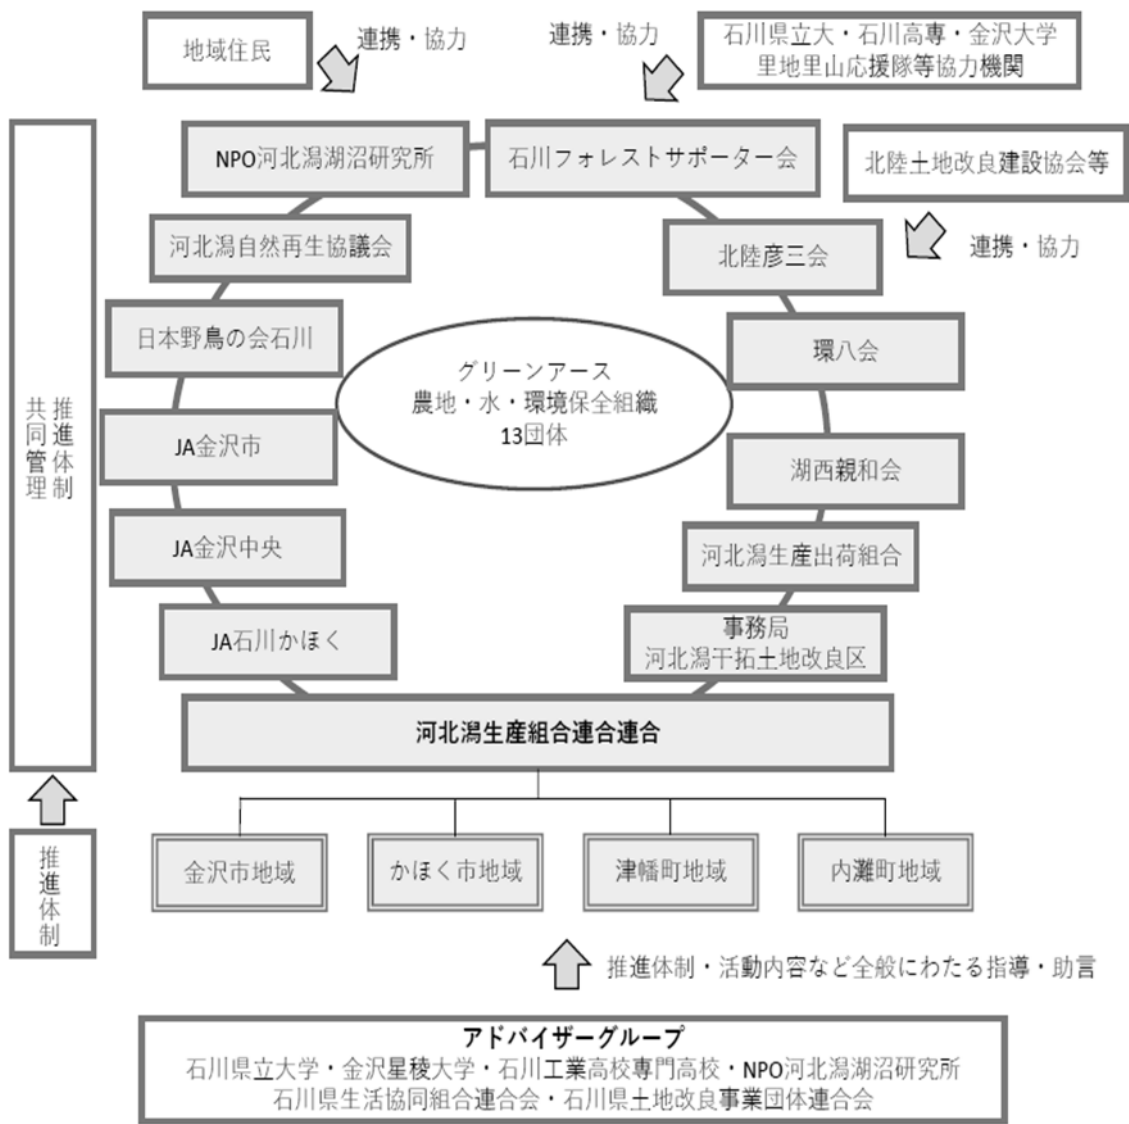 地域住民
連携・協力
連携・協力
石川県立大・石川高専・金沢大学
里地里山応援隊等協力機関
NPO河北潟湖沼研究所
石川フォレストサポーター会
北陸土地改良建設協会等
連携・協力
河北潟自然再生協議会
北陸彦三会
日本野鳥の会石川
環八会
グリーンアース
農地・水・環境保全組織
13団体
推進体制
共同管理
JA金沢市
湖西親和会
JA金沢中央
河北潟生産出荷組合
JA石川かほく
事務局
河北潟干拓土地改良区
河北潟生産組合連合連合
推進体制
金沢市地域
かほく市地域
津幡町地域
内灘町地域
推進体制・活動内容など全般にわたる指導・助言
アドバイザーグループ
石川県立大学・金沢星稜大学・石川工業高校専門高校・NPO河北潟湖沼研究所
石川県生活協同組合連合会・石川県土地改良事業団体連合会